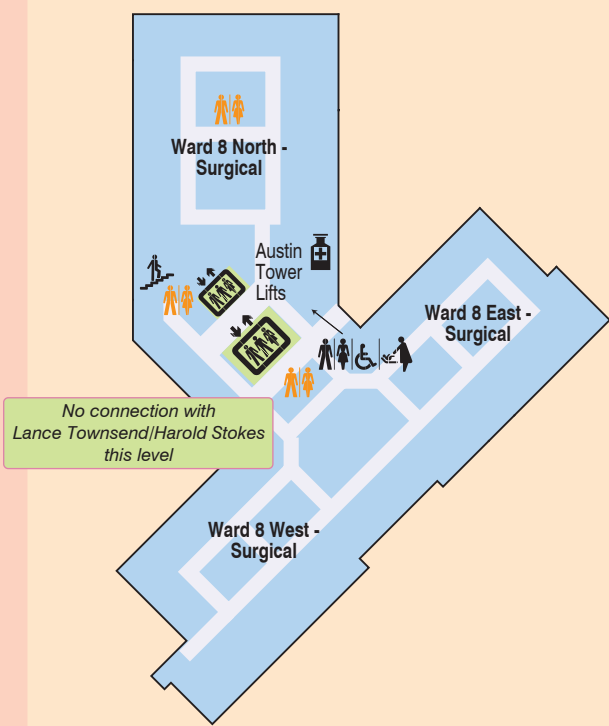 Ward 8 North -
Surgical
Austin
Tower
Lifts
Ward 8 East -
Surgical
No connection with
Lance Townsend/Harold Stokes
this level
Ward 8 West -
Surgical